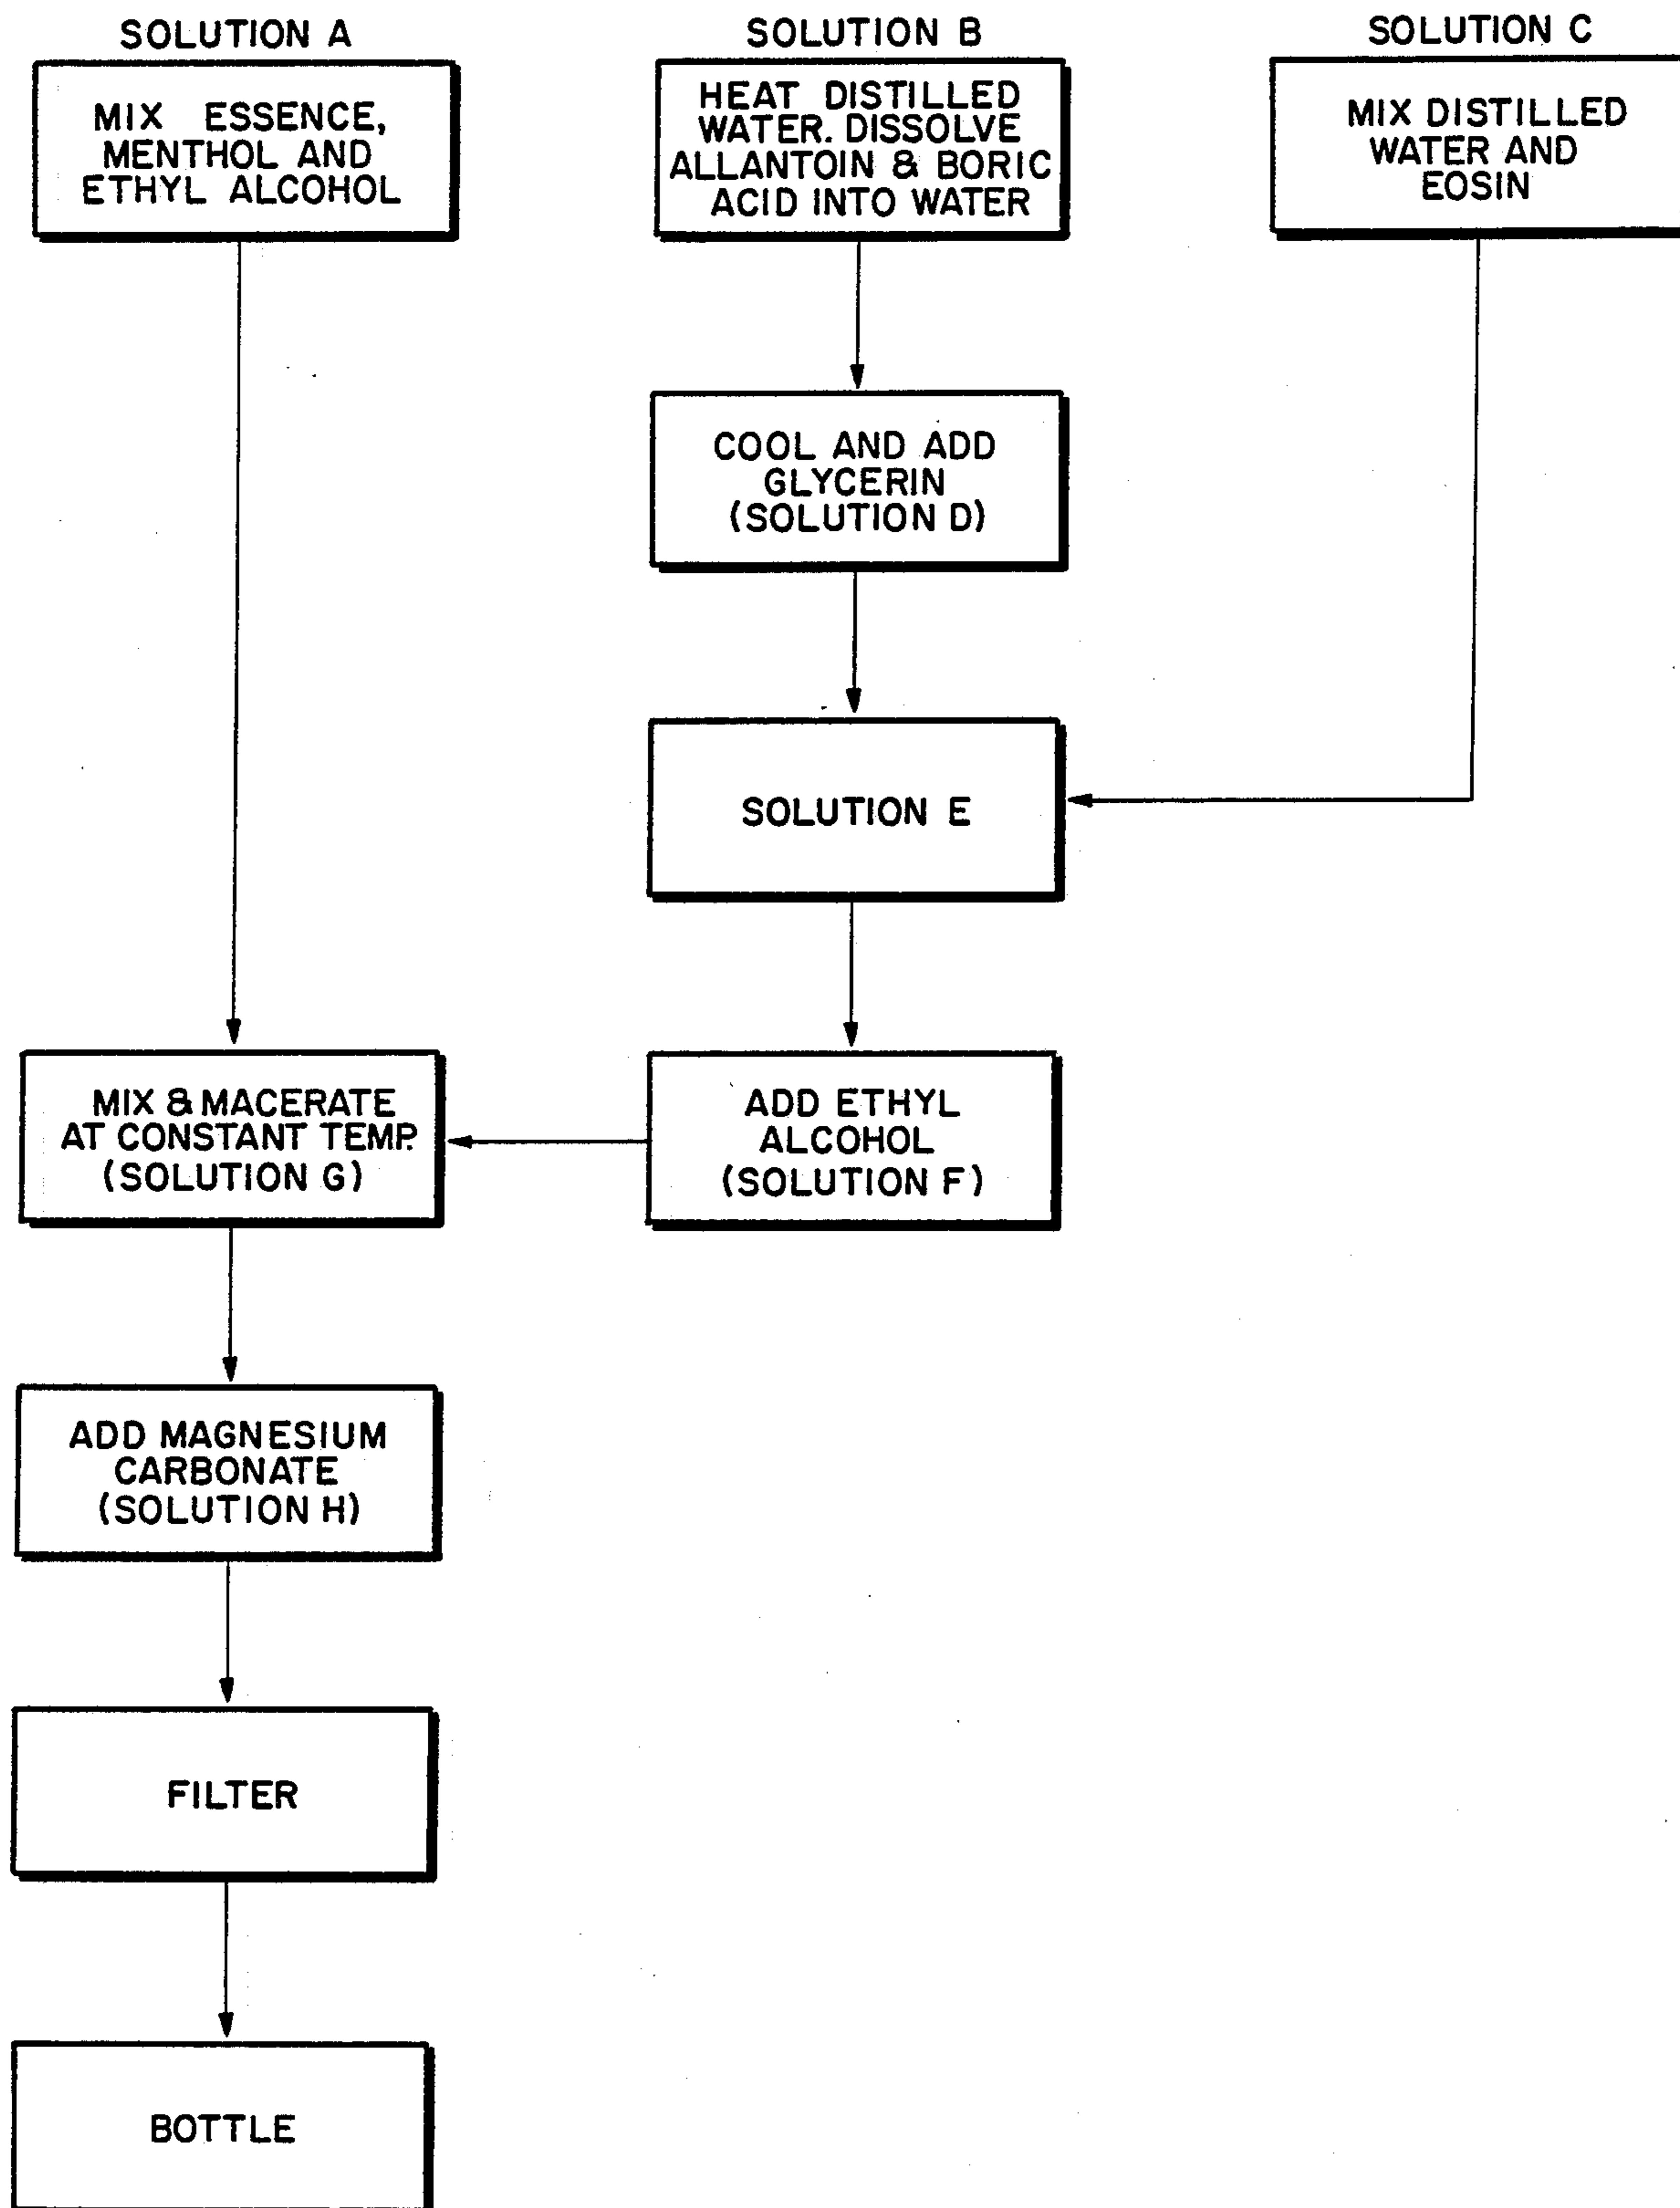 SOLUTION A
MIX ESSENCE,
MENTHOL AND
ETHYL ALCOHOL
SOLUTION B
HEAT DISTILLED
WATER. DISSOLVE
ALLANTOIN & BORIC
ACID INTO WATER
SOLUTION C
MIX DISTILLED
WATER AND
EOSIN
COOL AND ADD
GLYCERIN
(SOLUTION D)
SOLUTION E
MIX & MACERATE
AT CONSTANT TEMP.
(SOLUTION G)
ADD ETHYL
ALCOHOL
(SOLUTION F)
ADD MAGNESIUM
CARBONATE
(SOLUTION H)
FILTER
BOTTLE